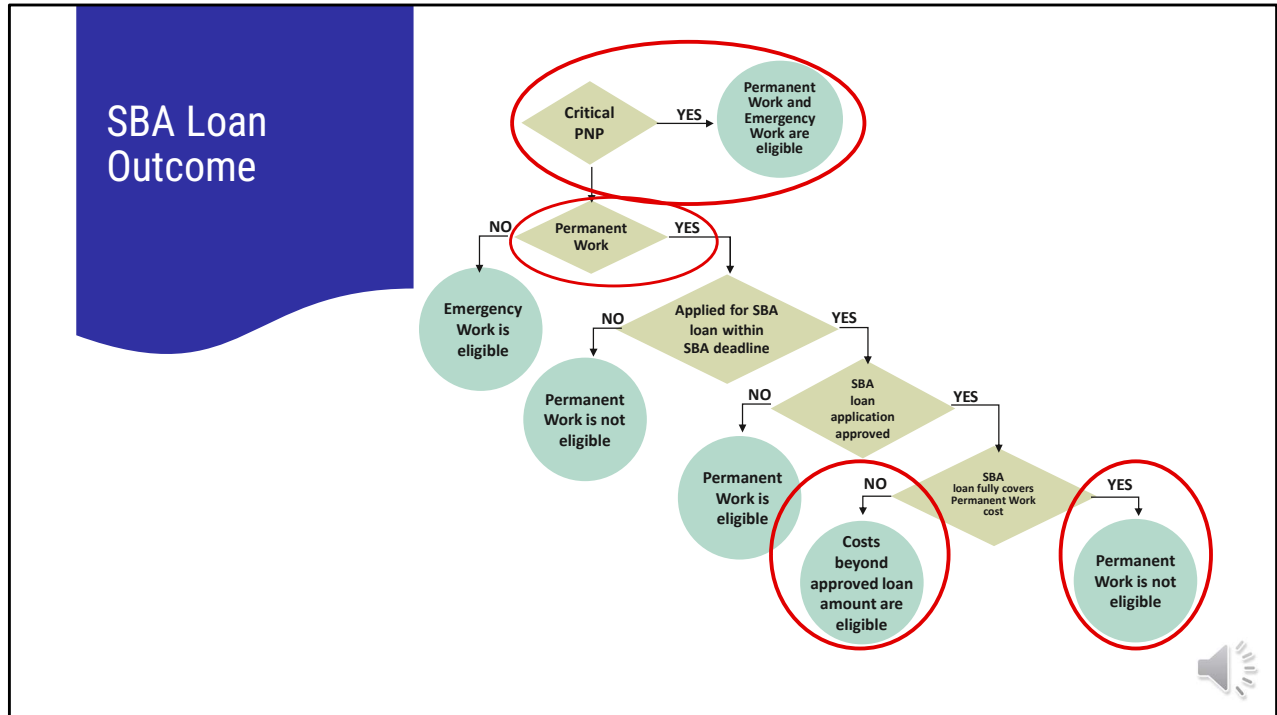 SBA Loan
Outcome
Critical
PNP
YES
Permanent
Work and
Emergency
Work are
eligible
NO
Permanent
Work
YES
Emergency
Work is
eligible
NO
Applied for SBA
loan within
SBA deadline
YES
Permanent
Work is not
eligible
NO
SBA
loan
application
approved
YES
Permanent
Work is
eligible
NO
SBA
loan fully covers
Permanent Work
cost
YES
Costs
beyond
approved loan
amount are
eligible
Permanent
Work is not
eligible